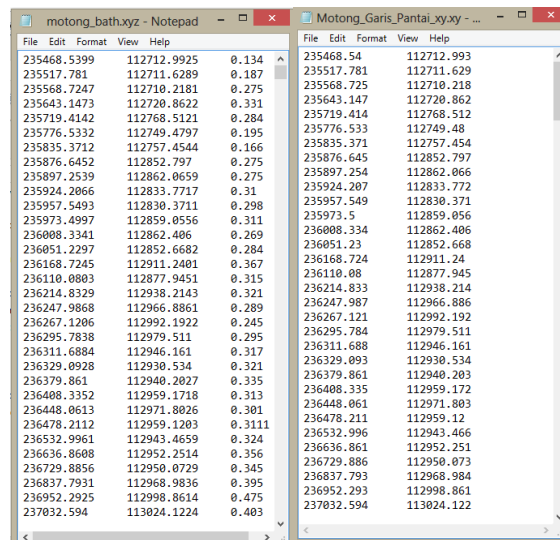 motong_bath.xyz - Notepad
File Edit Format View Help
235468.5399 112712.9925 0.134
235517.781 112711.6289 0.187
235568.7247 112710.2181 0.275
235643.1473 112720.8622 0.331
235719.4142 112768.5121 0.284
235776.5332 112749.4797 0.195
235835.3712 112757.4544 0.166
235876.6452 112852.797 0.275
235897.2539 112862.0659 0.275
235924.2066 112833.7717 0.31
235957.5493 112830.3711 0.298
235973.4997 112859.0556 0.311
236008.3341 112862.406 0.269
236051.2297 112852.6682 0.284
236168.7245 112911.2401 0.367
236110.0803 112877.9451 0.315
236214.8329 112938.2143 0.321
236247.9868 112966.8861 0.289
236267.1206 112992.1922 0.245
236295.7838 112979.511 0.295
236311.6884 112946.161 0.317
236329.0928 112930.534 0.321
236379.861 112940.2027 0.335
236408.3352 112959.1718 0.313
236448.0613 112971.8026 0.301
236478.2112 112959.1203 0.3111
236532.9961 112943.4659 0.324
236636.8608 112952.2514 0.356
236729.8856 112950.0729 0.345
236837.7931 112968.9836 0.395
236952.2925 112998.8614 0.475
237032.594 113024.1224 0.403
Motong_Garis_Pantai_xy.xy - ...
File Edit Format View Help
235468.54 112712.993
235517.781 112711.629
235568.725 112710.218
235643.147 112720.862
235719.414 112768.512
235776.533 112749.48
235835.371 112757.454
235876.645 112852.797
235897.254 112862.066
235924.207 112833.772
235957.549 112830.371
235973.5 112859.056
236008.334 112862.406
236051.23 112852.668
236168.724 112911.24
236110.08 112877.945
236214.833 112938.214
236247.987 112966.886
236267.121 112992.192
236295.784 112979.511
236311.688 112946.161
236329.093 112930.534
236379.861 112940.203
236408.335 112959.172
236448.061 112971.803
236478.211 112959.12
236532.996 112943.466
236636.861 112952.251
236729.886 112950.073
236837.793 112968.984
236952.293 112998.861
237032.594 113024.122